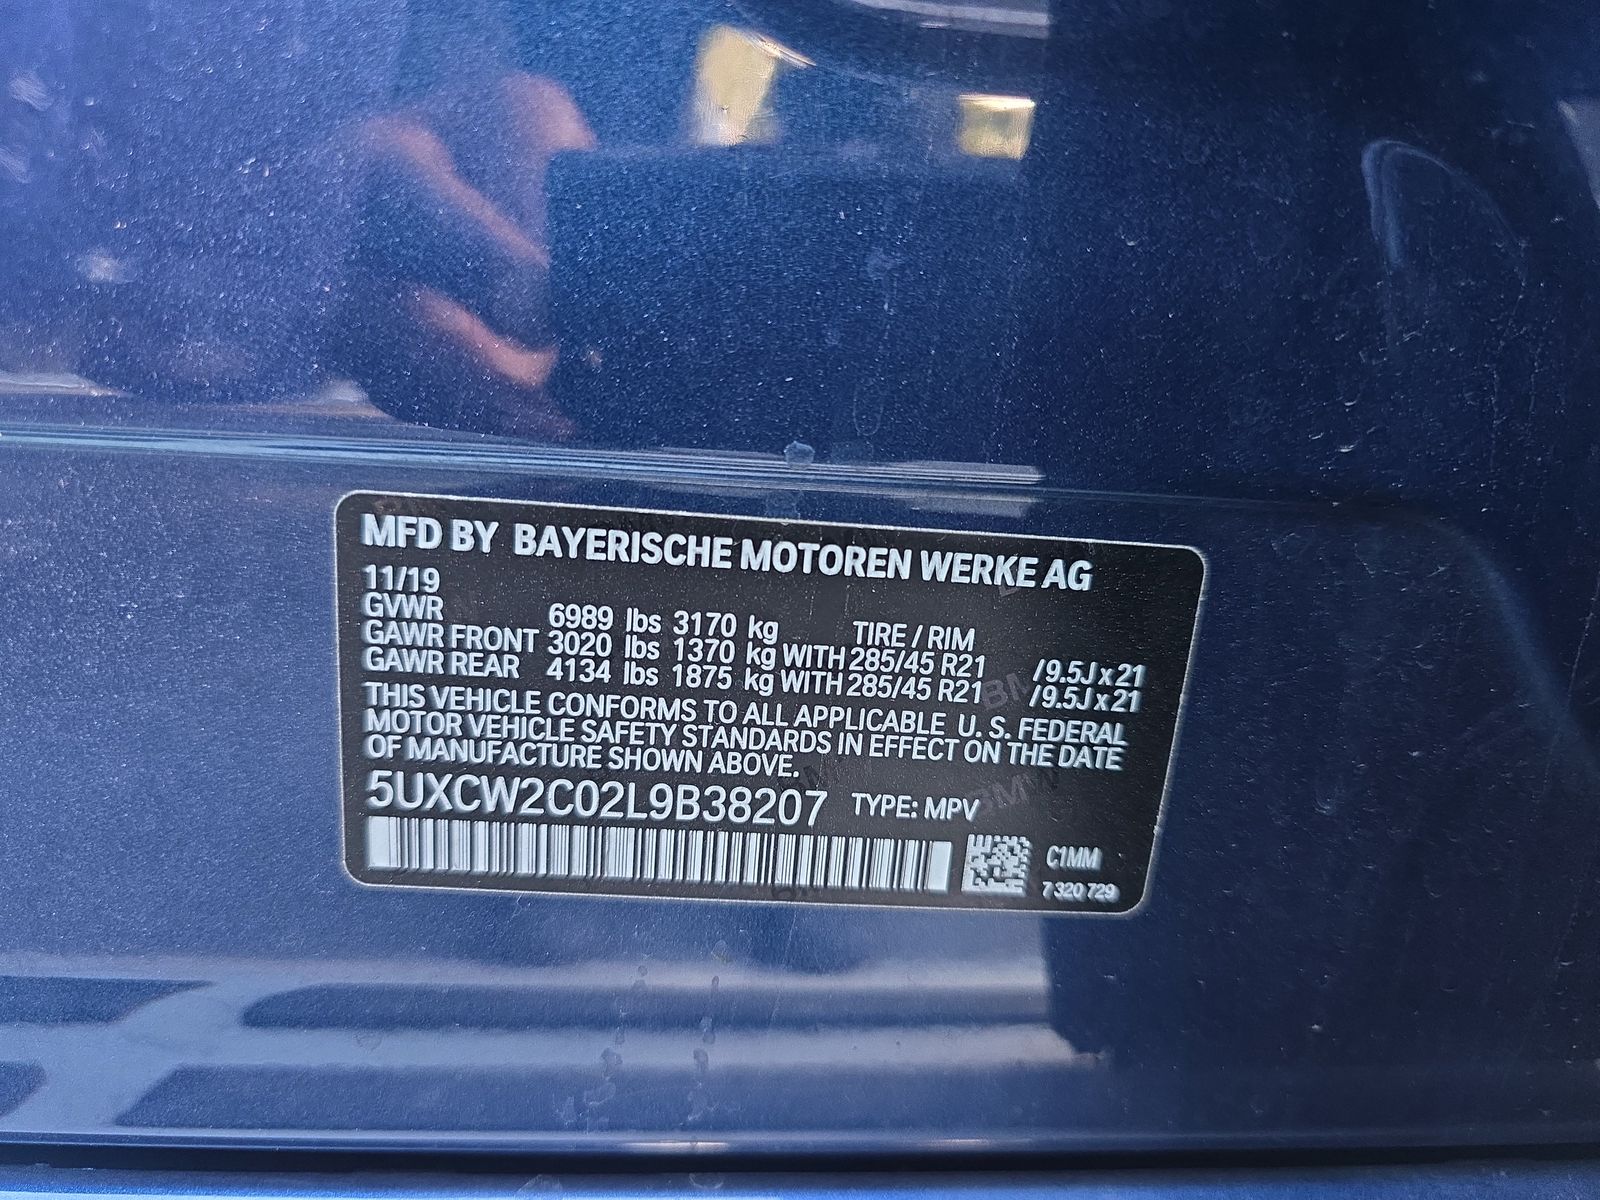 MFD BY BAYERISCHE MOTOREN WERKE AG
11/19
GVWR 6989 lbs 3170 kg TIRE / RIM
GAWR FRONT 3020 lbs 1370 kg WITH 285/45 R21 /9.5J x 21
GAWR REAR 4134 lbs 1875 kg WITH 285/45 R21 /9.5J x 21
THIS VEHICLE CONFORMS TO ALL APPLICABLE U. S. FEDERAL
MOTOR VEHICLE SAFETY STANDARDS IN EFFECT ON THE DATE
OF MANUFACTURE SHOWN ABOVE.
5UXCW2C02L9B38207 TYPE: MPV
C1MM
7 320 729